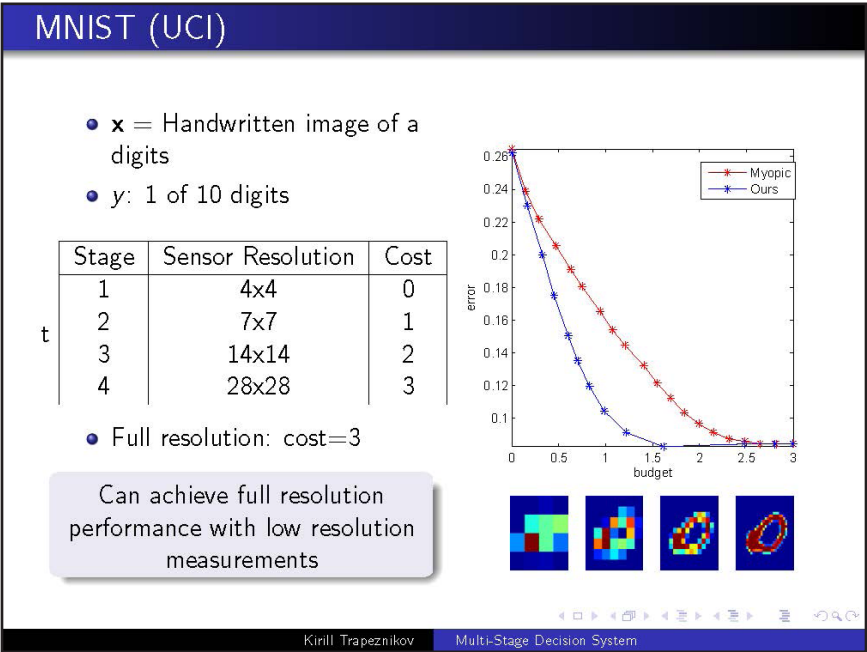 MNIST (UCI)
x = Handwritten image of a
digits
y: 1 of 10 digits
Stage Sensor Resolution Cost
1 4x4 0
2 7x7 1
t
3 14x14 2
4 28x28 3
Full resolution: cost=3
Can achieve full resolution
performance with low resolution
measurements
0.26
0.24
0.22
0.2
0.18
0.16
0.14
0.12
0.1
error
Myopic
Ours
0 0.5 1 1.5 2 2.5 3
budget
Kirill Trapeznikov Multi-Stage Decision System